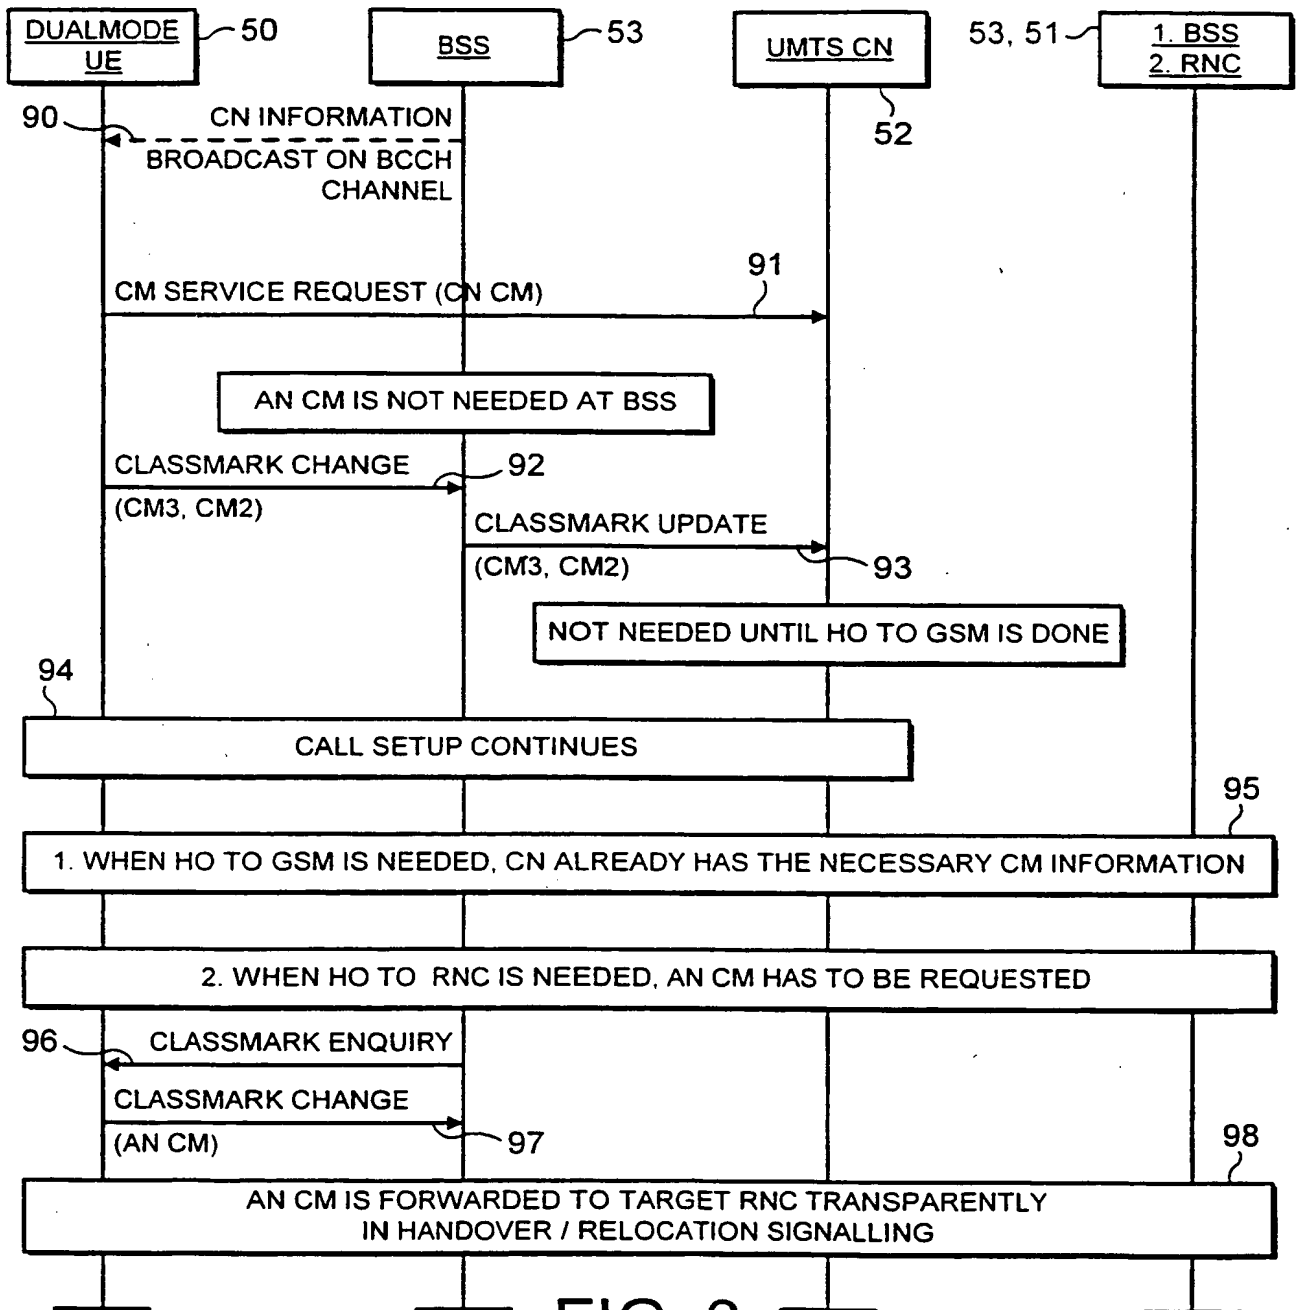 DUALMODE
UE
50
BSS
53
UMTS CN
52
53, 51
1. BSS
2. RNC
90
CN INFORMATION
BROADCAST ON BCCH
CHANNEL
91
CM SERVICE REQUEST (CN CM)
AN CM IS NOT NEEDED AT BSS
CLASSMARK CHANGE
92
(CM3, CM2)
CLASSMARK UPDATE
(CM3, CM2)
93
NOT NEEDED UNTIL HO TO GSM IS DONE
94
CALL SETUP CONTINUES
95
1. WHEN HO TO GSM IS NEEDED, CN ALREADY HAS THE NECESSARY CM INFORMATION
2. WHEN HO TO RNC IS NEEDED, AN CM HAS TO BE REQUESTED
96
CLASSMARK ENQUIRY
CLASSMARK CHANGE
(AN CM)
97
98
AN CM IS FORWARDED TO TARGET RNC TRANSPARENTLY
IN HANDOVER / RELOCATION SIGNALLING
FIG.